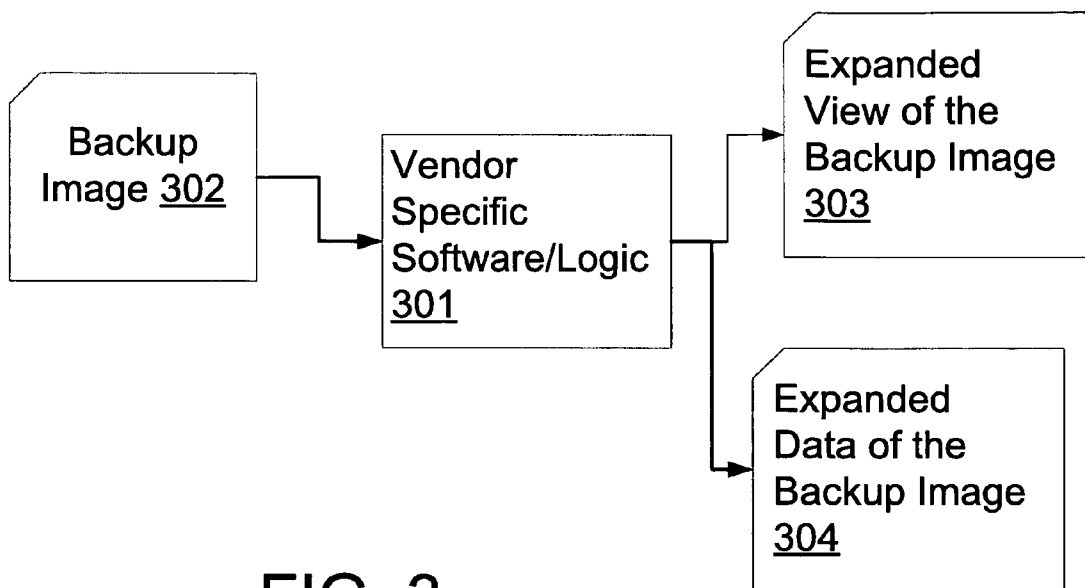 Backup
Image 302
Vendor
Specific
Software/Logic
301
Expanded
View of the
Backup Image
303
Expanded
Data of the
Backup Image
304